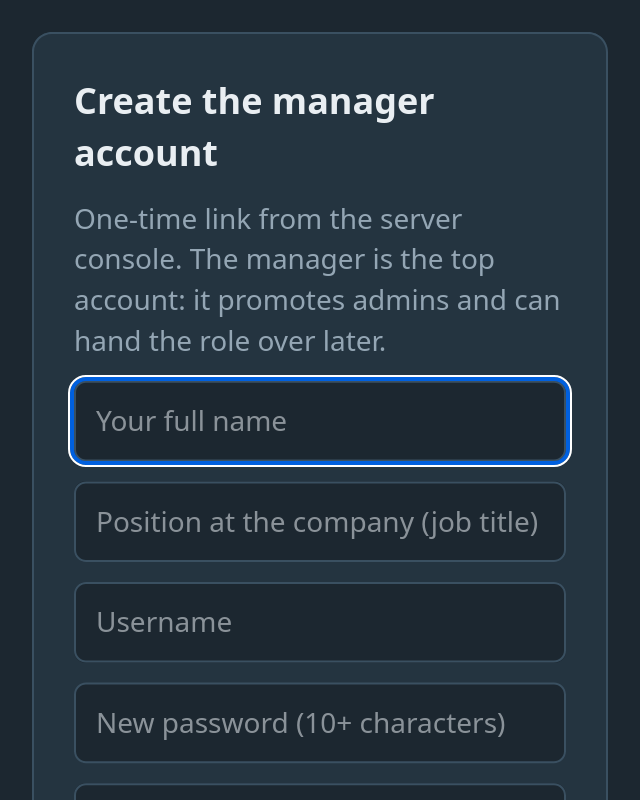 Create the manager
account
One-time link from the server
console. The manager is the top
account: it promotes admins and can
hand the role over later.
Your full name
Position at the company (job title)
Username
New password (10+ characters)